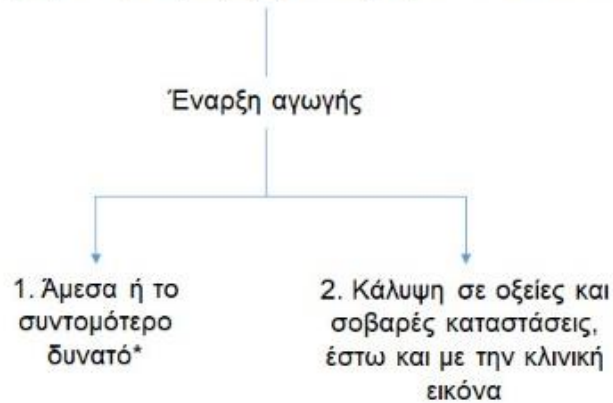 Έναρξη αγωγής
1. Άμεσα ή το
συντομότερο
δυνατό*
2. Κάλυψη σε οξείες και
σοβαρές καταστάσεις,
έστω και με την κλινική
εικόνα